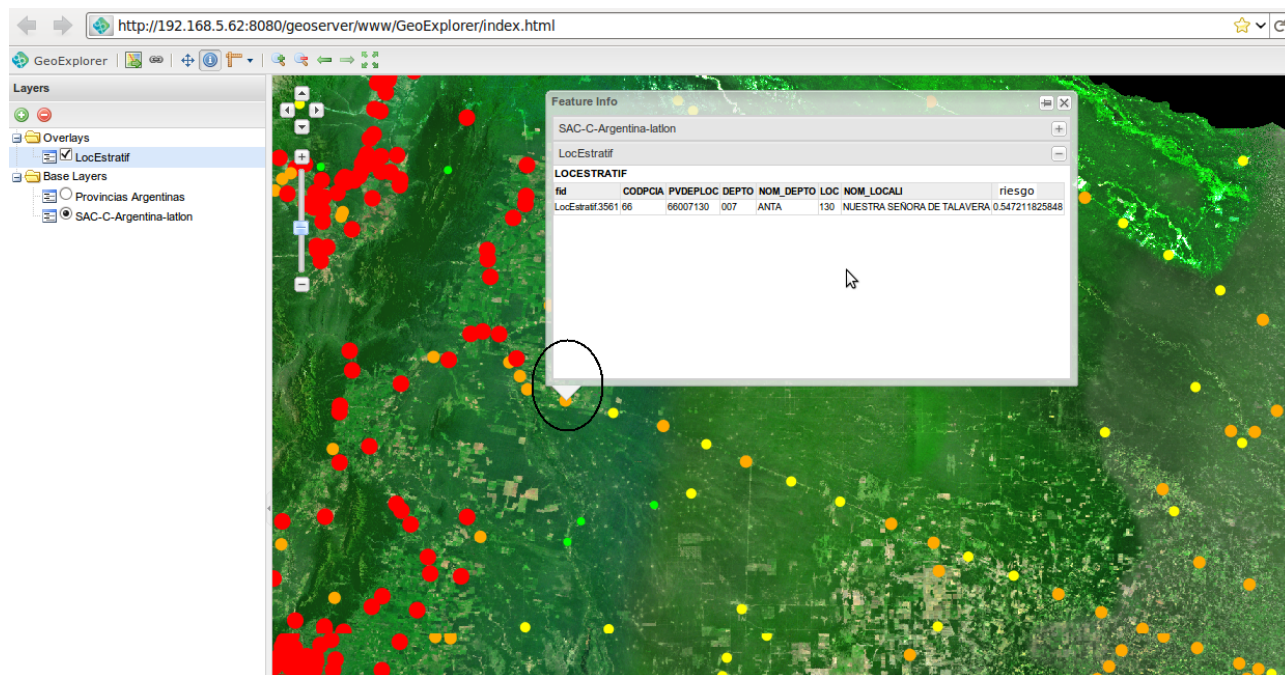 http://192.168.5.62:8080/geoserver/www/GeoExplorer/index.html
GeoExplorer
Layers
Overlays
LocEstratif
Base Layers
Provincias Argentinas
SAC-C-Argentina-latlon
Feature Info
SAC-C-Argentina-latlon
LocEstratif
LOCESTRATIF
fid CODPCIA PVDEPLOC DEPTO NOM_DEPTO LOC NOM_LOCALI riesgo
LocEstratif.3561 66 66007130 007 ANTA 130 NUESTRA SEÑORA DE TALAVERA 0.547211825848